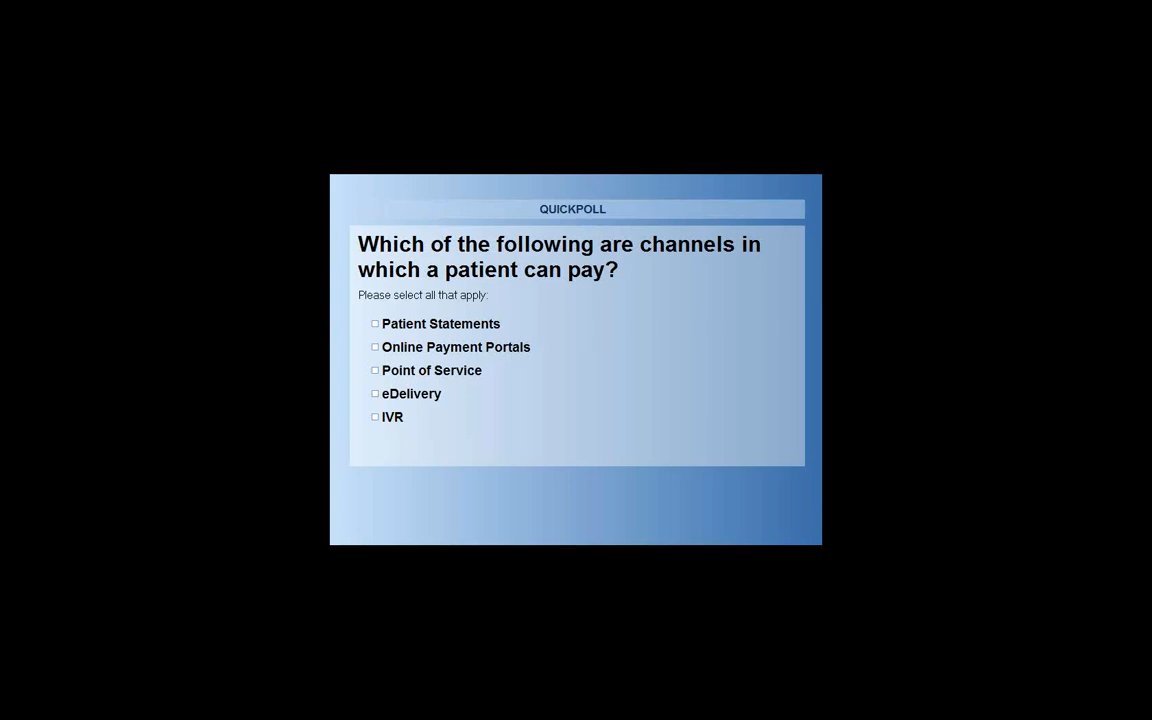 QUICKPOLL
Which of the following are channels in
which a patient can pay?
Please select all that apply:
Patient Statements
Online Payment Portals
Point of Service
eDelivery
IVR